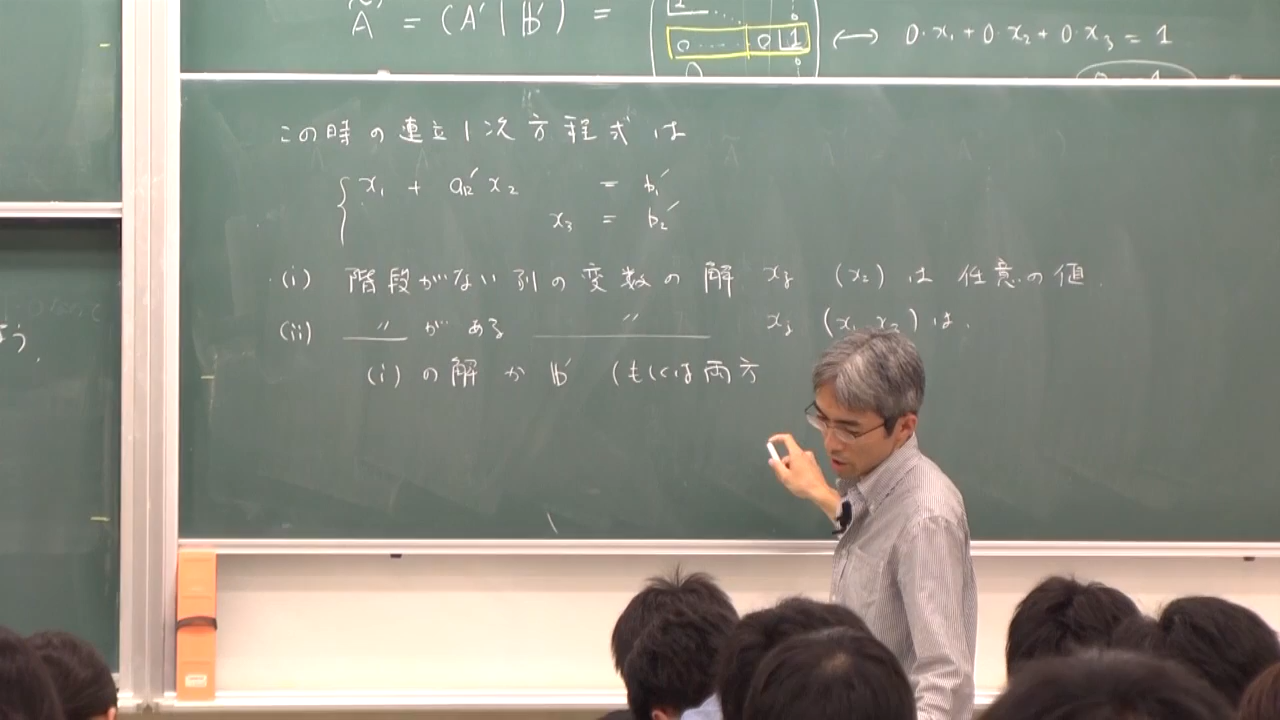 Ã' = (A' | b') =
0 ..... 0 1 ⟷ 0·x₁+0·x₂+0·x₃ = 1
この時の連立1次方程式は
x₁ + a₁₂'x₂ = b₁'
x₃ = b₂'
(i) 階段がない列の変数の解 xⱼ (x₂) は 任意の値.
(ii) 〃 がある 〃 xⱼ (x₁, x₃) は、
(i) の解か b' (もしくは両方